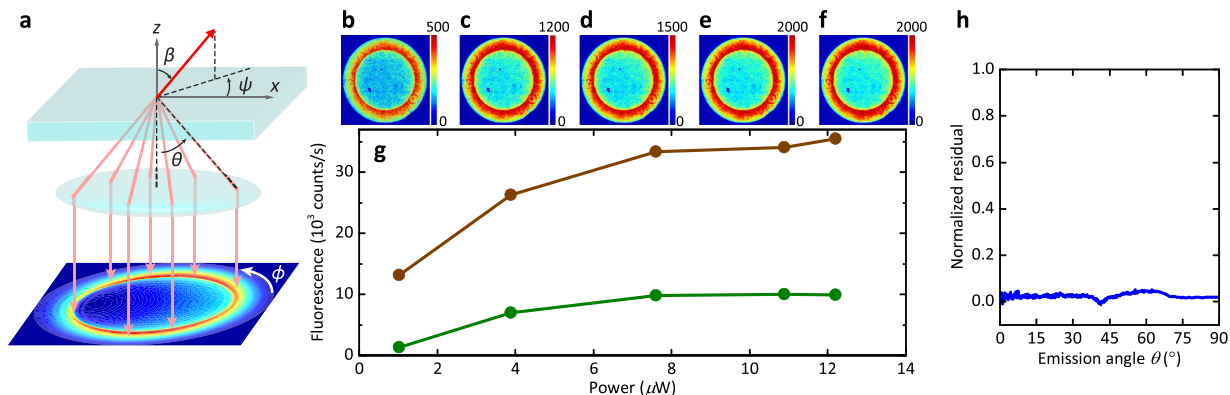 a
z
β
ψ
x
θ
ϕ
b
500
0
c
1200
0
d
1500
0
e
2000
0
f
2000
0
g
Fluorescence (10³ counts/s)
30
20
10
0
0 2 4 6 8 10 12 14
Power (μW)
h
Normalized residual
1.0
0.8
0.6
0.4
0.2
0.0
0 15 30 45 60 75 90
Emission angle θ (°)